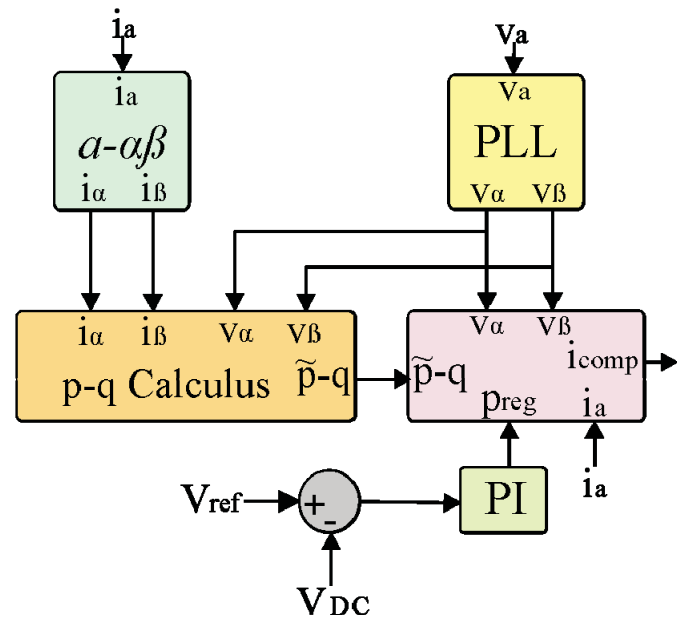 ia
va
ia
a-αβ
iα iß
Va
PLL
Vα Vß
iα iß Vα Vß
p-q Calculus p̃-q
Vα Vß
icomp
p̃-q
preg ia
ia
Vref
+
-
PI
VDC